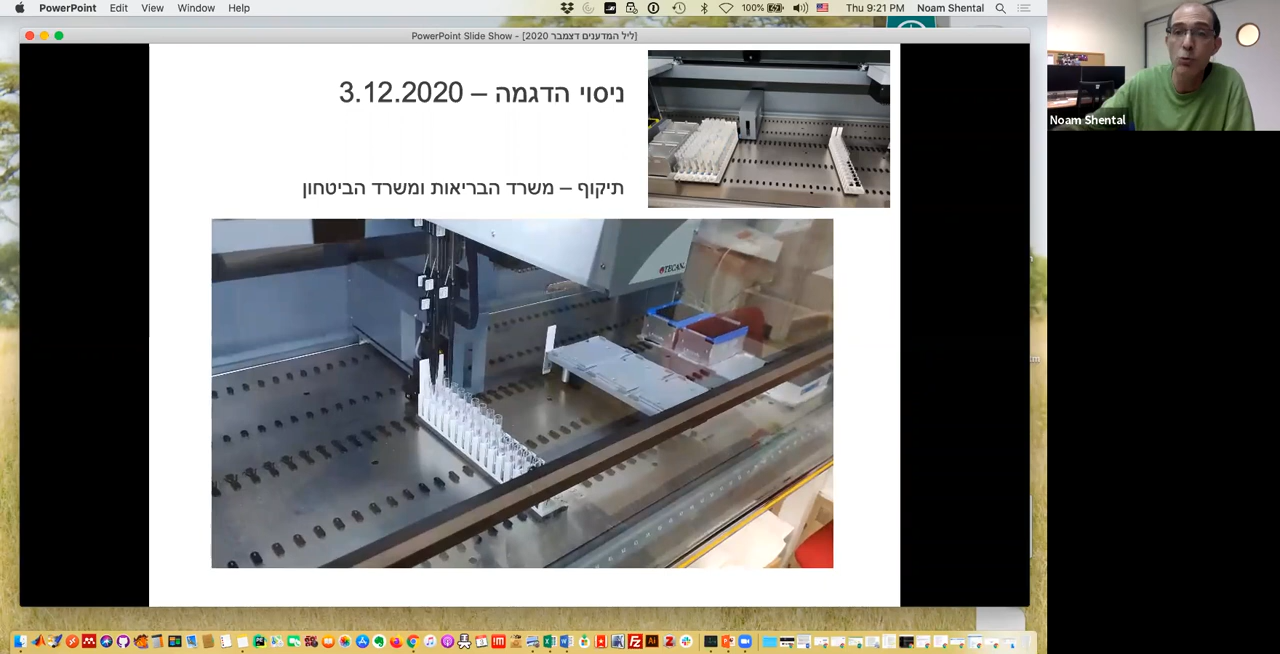 PowerPoint File Edit View Window Help
100% Thu 9:21 PM Noam Shental
PowerPoint Slide Show - [ליל המדענים דצמבר 2020]
ניסוי הדגמה – 3.12.2020
תיקוף – משרד הבריאות ומשרד הביטחון
TECAN
Noam Shental